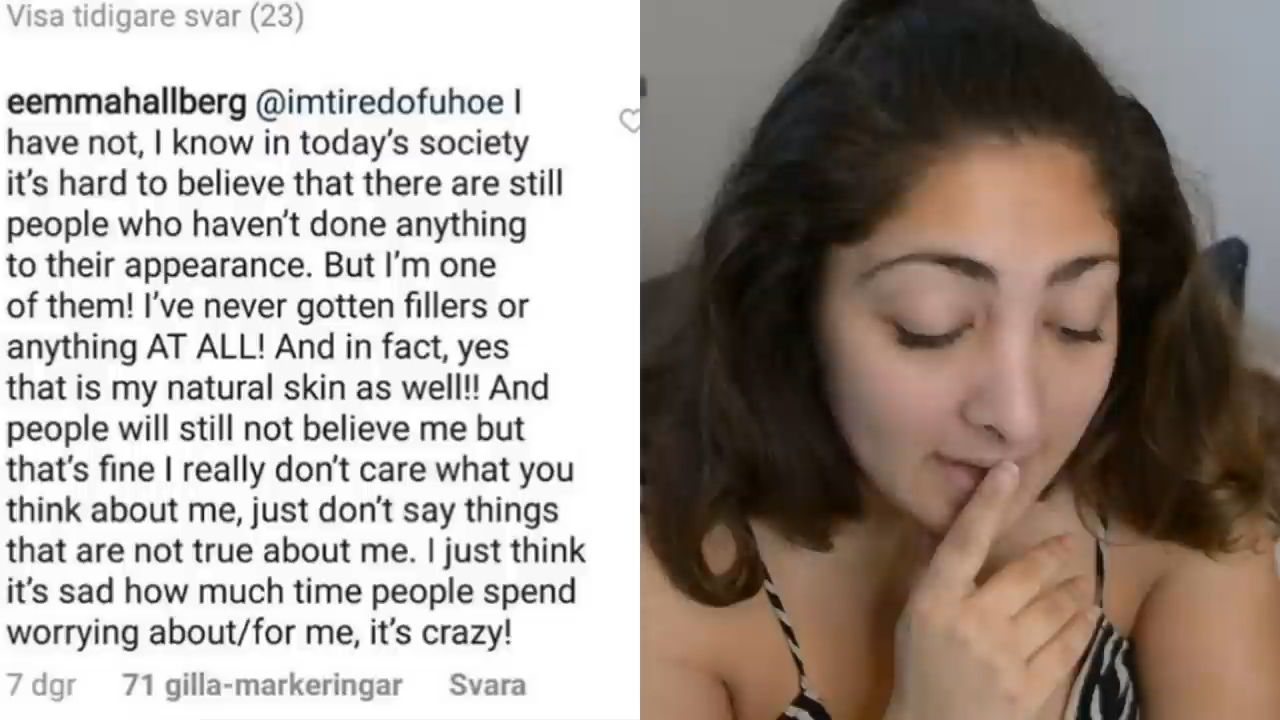 Visa tidigare svar (23)
eemmahallberg @imtiredofuhoe I
have not, I know in today's society
it's hard to believe that there are still
people who haven't done anything
to their appearance. But I'm one
of them! I've never gotten fillers or
anything AT ALL! And in fact, yes
that is my natural skin as well!! And
people will still not believe me but
that's fine I really don't care what you
think about me, just don't say things
that are not true about me. I just think
it's sad how much time people spend
worrying about/for me, it's crazy!
7 dgr 71 gilla-markeringar Svara